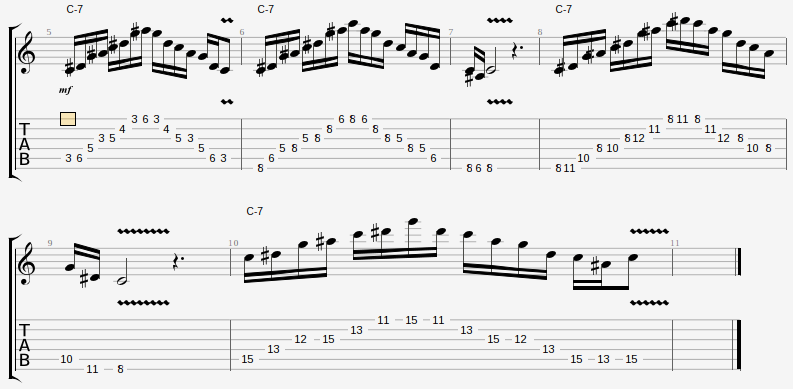 C-7 C-7 C-7
5 6 7 8
mf
3 6 3 6 8 6 8 11 8
T 4 4 8 8 11 11
3 5 5 3 5 8 8 5 8 12 12 8
A 5 5 5 8 8 5 8 10 10 8
B 3 6 6 3 6 6 10
8 8 6 8 8 11
C-7
9 10 11
11 15 11
T 13 13
12 15 15 12
A 13 13
B 10 15 15 13 15
11 8